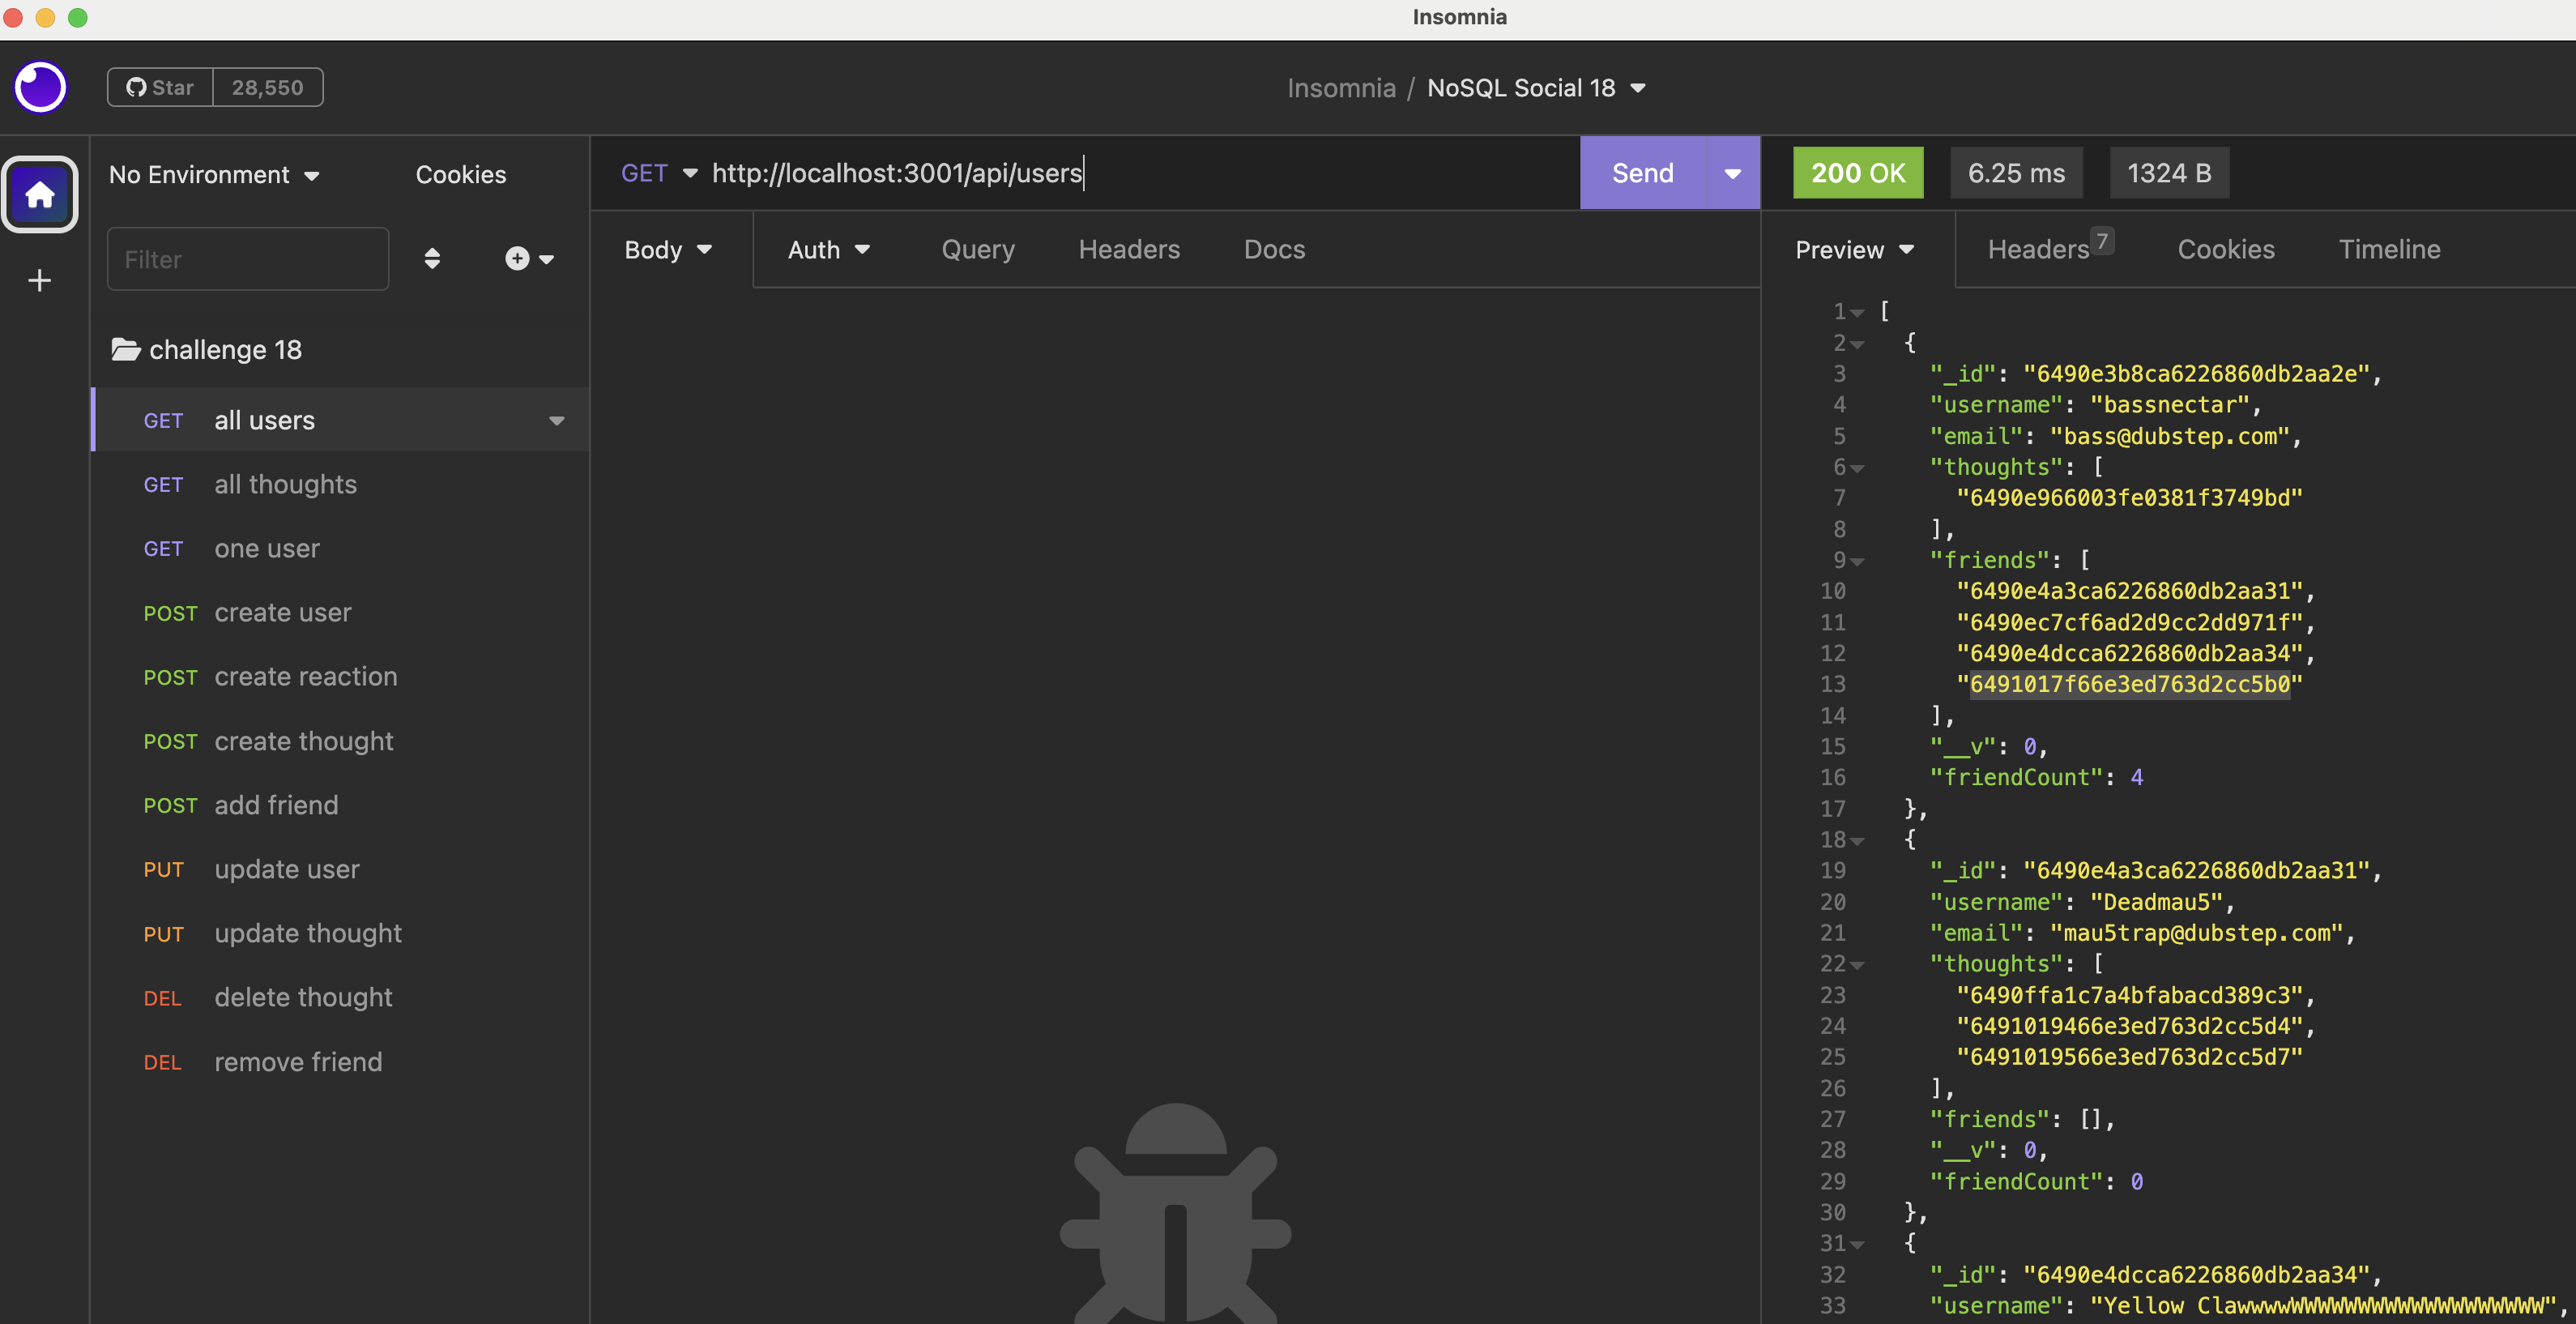 Insomnia
Star 28,550
Insomnia / NoSQL Social 18
No Environment
Cookies
Filter
challenge 18
GET all users
GET all thoughts
GET one user
POST create user
POST create reaction
POST create thought
POST add friend
PUT update user
PUT update thought
DEL delete thought
DEL remove friend
GET http://localhost:3001/api/users
Send
Body Auth Query Headers Docs
200 OK 6.25 ms 1324 B
Preview Headers 7 Cookies Timeline
1 [
2 {
3 "_id": "6490e3b8ca6226860db2aa2e",
4 "username": "bassnectar",
5 "email": "bass@dubstep.com",
6 "thoughts": [
7 "6490e966003fe0381f3749bd"
8 ],
9 "friends": [
10 "6490e4a3ca6226860db2aa31",
11 "6490ec7cf6ad2d9cc2dd971f",
12 "6490e4dcca6226860db2aa34",
13 "6491017f66e3ed763d2cc5b0"
14 ],
15 "__v": 0,
16 "friendCount": 4
17 },
18 {
19 "_id": "6490e4a3ca6226860db2aa31",
20 "username": "Deadmau5",
21 "email": "mau5trap@dubstep.com",
22 "thoughts": [
23 "6490ffa1c7a4bfabacd389c3",
24 "6491019466e3ed763d2cc5d4",
25 "6491019566e3ed763d2cc5d7"
26 ],
27 "friends": [],
28 "__v": 0,
29 "friendCount": 0
30 },
31 {
32 "_id": "6490e4dcca6226860db2aa34",
33 "username": "Yellow ClawwwwWWWWWWWWWWWWWWWWWWW",